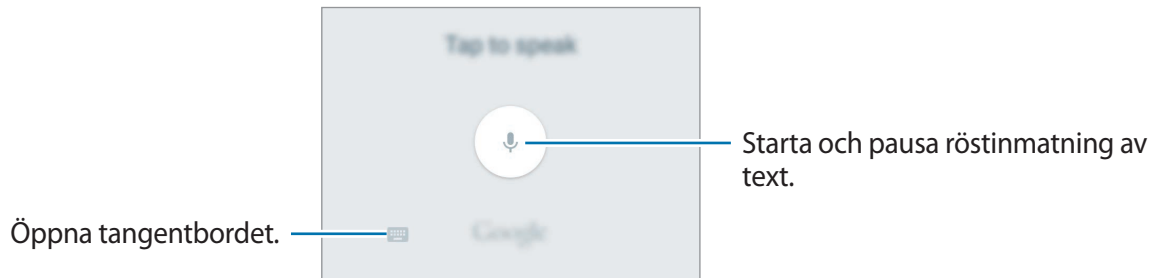 Tap to speak
Starta och pausa röstinmatning av
text.
Öppna tangentbordet.
Google